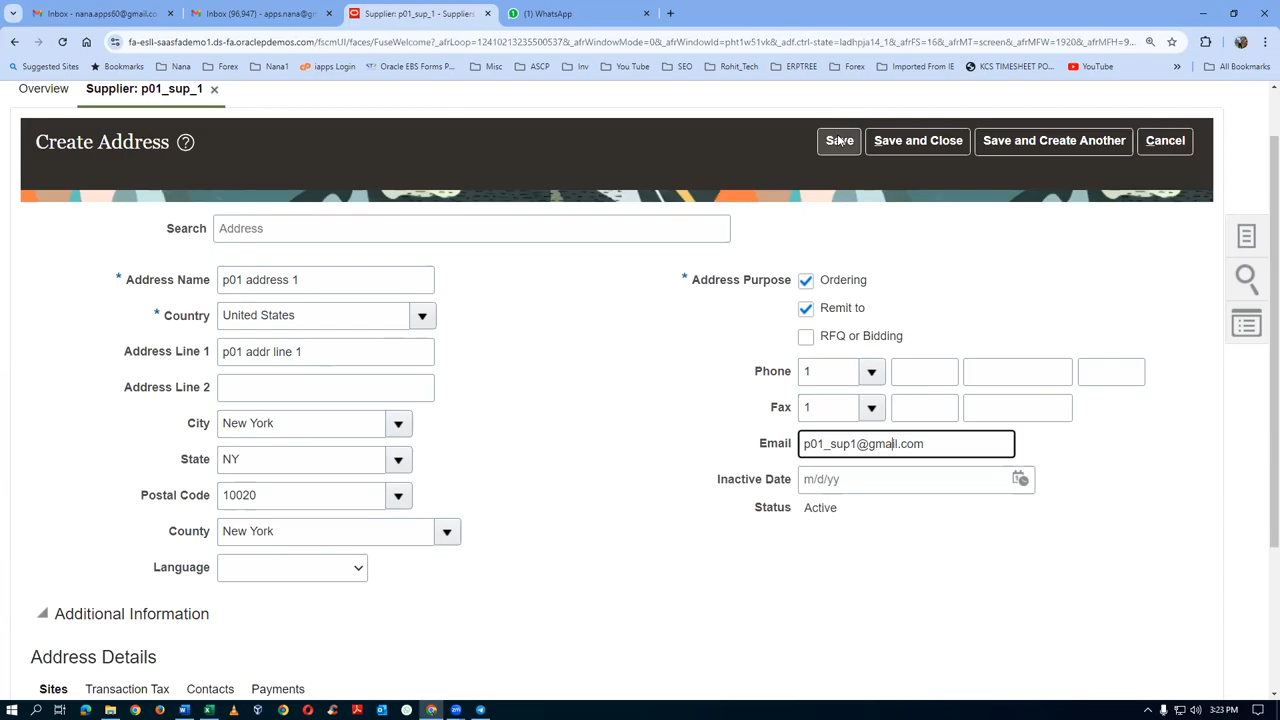 Inbox - nana.apps60@gmail.co
Inbox (96,947) - apps.nana@gm
Supplier: p01_sup_1 - Suppliers
(1) WhatsApp
fa-esll-saasfademo1.ds-fa.oraclepdemos.com/fscmUI/faces/FuseWelcome?_afrLoop=12410213235500537&_afrWindowMode=0&_afrWindowId=pht1w51vk&_adf.ctrl-state=ladhpja14_1&_afrFS=16&_afrMT=screen&_afrMFW=1920&_afrMFH=9...
Suggested Sites
Bookmarks
Nana
Forex
Nana1
iapps Login
Oracle EBS Forms P...
Misc
ASCP
Inv
You Tube
SEO
Rohit_Tech
ERPTREE
Forex
Imported From IE
KCS TIMESHEET PO...
YouTube
»
All Bookmarks
Overview
Supplier: p01_sup_1
Create Address
Save
Save and Close
Save and Create Another
Cancel
Search
Address
* Address Name
p01 address 1
* Country
United States
Address Line 1
p01 addr line 1
Address Line 2
City
New York
State
NY
Postal Code
10020
County
New York
Language
* Address Purpose
Ordering
Remit to
RFQ or Bidding
Phone
1
Fax
1
Email
p01_sup1@gmail.com
Inactive Date
m/d/yy
Status
Active
Additional Information
Address Details
Sites
Transaction Tax
Contacts
Payments
3:23 PM